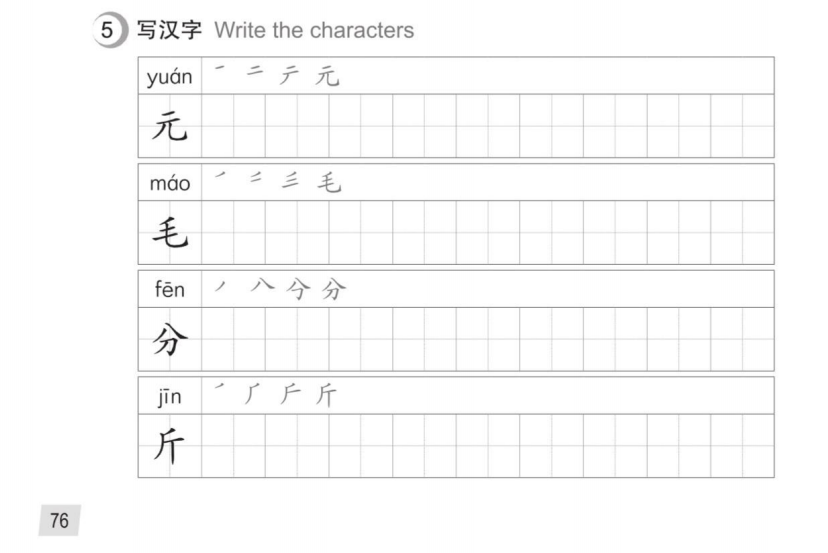 5 写汉字 Write the characters
yuán 一 二 テ 元
元
máo ノ 二 三 毛
毛
fēn ノ 八 今 分
分
jīn ノ 厂 斤 斤
斤
76